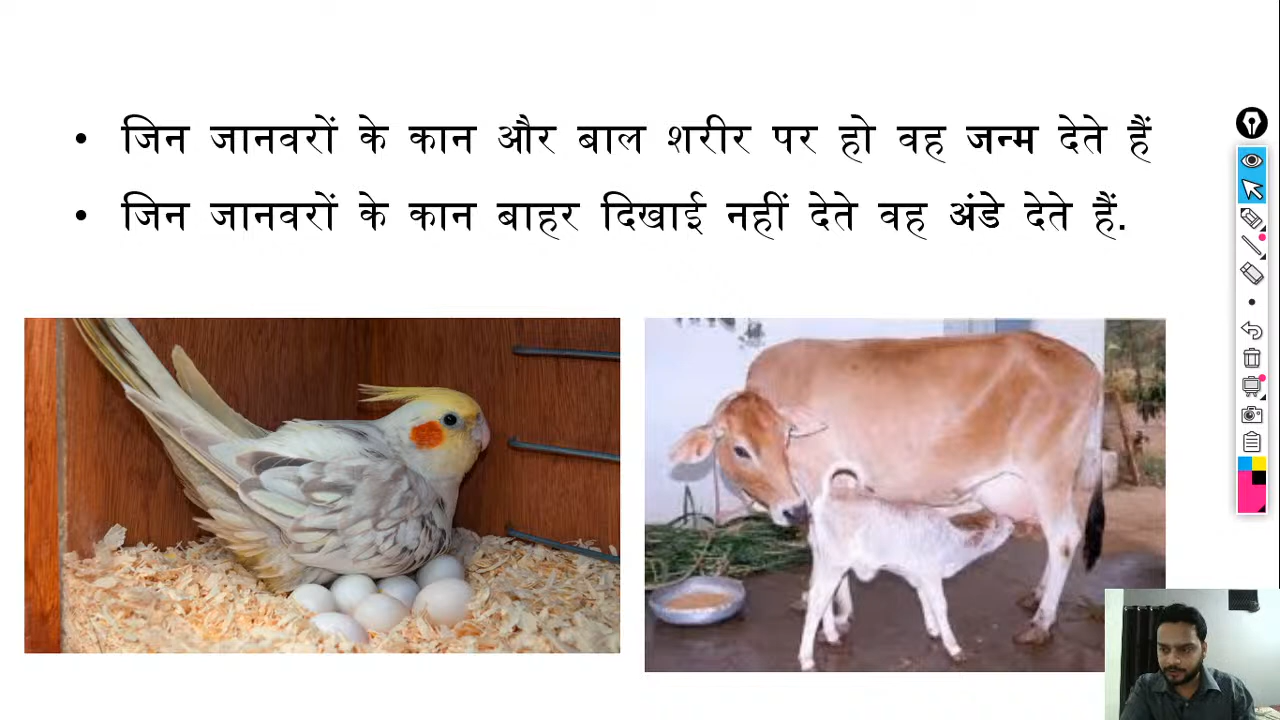 • जिन जानवरों के कान और बाल शरीर पर हो वह जन्म देते हैं
• जिन जानवरों के कान बाहर दिखाई नहीं देते वह अंडे देते हैं.